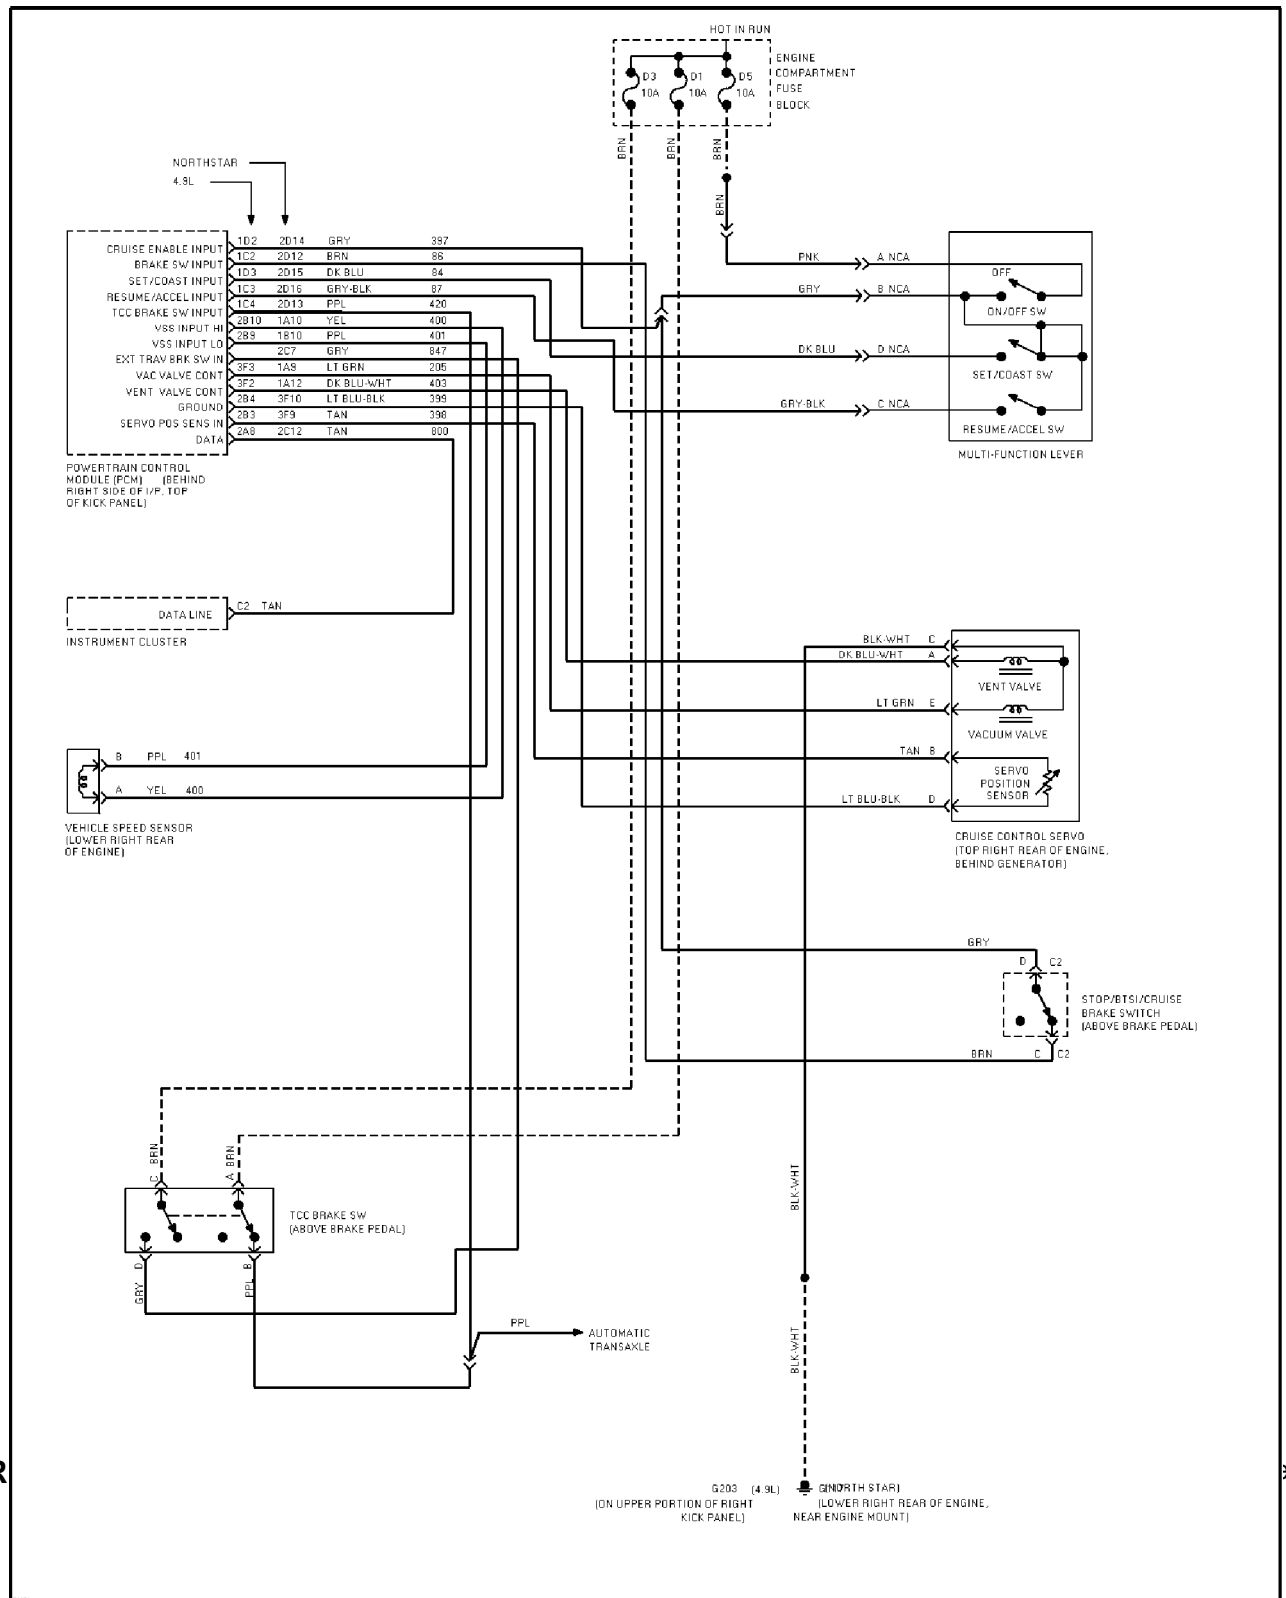 HOT IN RUN
ENGINE
COMPARTMENT
FUSE
BLOCK
D3
10A
D1
10A
D5
10A
BRN
BRN
BRN
BRN
NORTHSTAR
4.9L
CRUISE ENABLE INPUT 1D2 2D14 GRY 397
BRAKE SW INPUT 1C2 2D12 BRN 86
SET/COAST INPUT 1D3 2D15 DK BLU 84
RESUME/ACCEL INPUT 1C3 2D16 GRY-BLK 87
TCC BRAKE SW INPUT 1C4 2D13 PPL 420
VSS INPUT HI 2B10 1A10 YEL 400
VSS INPUT LO 2B9 1B10 PPL 401
EXT TRAV BRK SW IN 2C7 GRY 847
VAC VALVE CONT 3F3 1A9 LT GRN 205
VENT VALVE CONT 3F2 1A12 DK BLU-WHT 403
GROUND 2B4 3F10 LT BLU-BLK 399
SERVO POS SENS IN 2B3 3F9 TAN 398
DATA 2A8 2C12 TAN 800
POWERTRAIN CONTROL
MODULE (PCM) (BEHIND
RIGHT SIDE OF I/P, TOP
OF KICK PANEL)
PNK A NCA
OFF
GRY B NCA
ON/OFF SW
DK BLU D NCA
SET/COAST SW
GRY-BLK C NCA
RESUME/ACCEL SW
MULTI-FUNCTION LEVER
DATA LINE C2 TAN
INSTRUMENT CLUSTER
BLK-WHT C
DK BLU-WHT A
VENT VALVE
LT GRN E
VACUUM VALVE
TAN B
SERVO
POSITION
SENSOR
LT BLU-BLK D
CRUISE CONTROL SERVO
(TOP RIGHT REAR OF ENGINE,
BEHIND GENERATOR)
B PPL 401
A YEL 400
VEHICLE SPEED SENSOR
(LOWER RIGHT REAR
OF ENGINE)
GRY
D C2
STOP/BTSI/CRUISE
BRAKE SWITCH
(ABOVE BRAKE PEDAL)
BRN C C2
C BRN
A BRN
TCC BRAKE SW
(ABOVE BRAKE PEDAL)
D
GRY
B
PPL
PPL
AUTOMATIC
TRANSAXLE
BLK-WHT
BLK-WHT
G203 (4.9L)
(ON UPPER PORTION OF RIGHT
KICK PANEL)
(NORTH STAR)
(LOWER RIGHT REAR OF ENGINE,
NEAR ENGINE MOUNT)
R